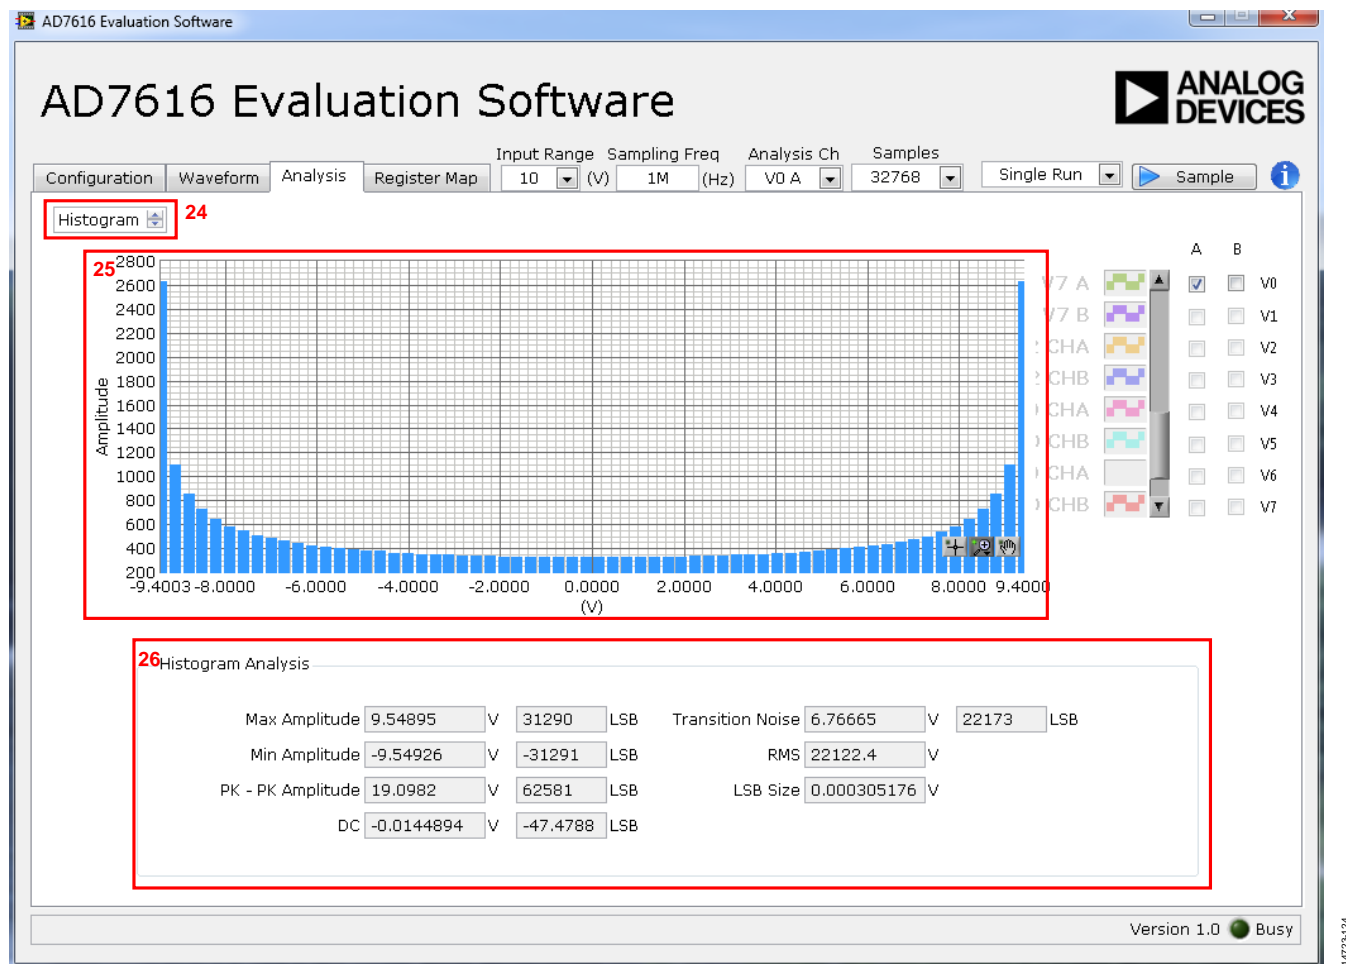 AD7616 Evaluation Software
AD7616 Evaluation Software
ANALOG
DEVICES
Input Range Sampling Freq Analysis Ch Samples
Configuration Waveform Analysis Register Map 10 (V) 1M (Hz) V0 A 32768 Single Run Sample i
Histogram 24
A B
25
2800
2600
2400
2200
2000
1800
1600
1400
1200
1000
800
600
400
200
Amplitude
-9.4003 -8.0000 -6.0000 -4.0000 -2.0000 0.0000 2.0000 4.0000 6.0000 8.0000 9.4000
(V)
V7 A
V7 B
CHA
CHB
CHA
CHB
CHA
CHB
V0
V1
V2
V3
V4
V5
V6
V7
26 Histogram Analysis
Max Amplitude 9.54895 V 31290 LSB Transition Noise 6.76665 V 22173 LSB
Min Amplitude -9.54926 V -31291 LSB RMS 22122.4 V
PK - PK Amplitude 19.0982 V 62581 LSB LSB Size 0.000305176 V
DC -0.0144894 V -47.4788 LSB
Version 1.0 Busy